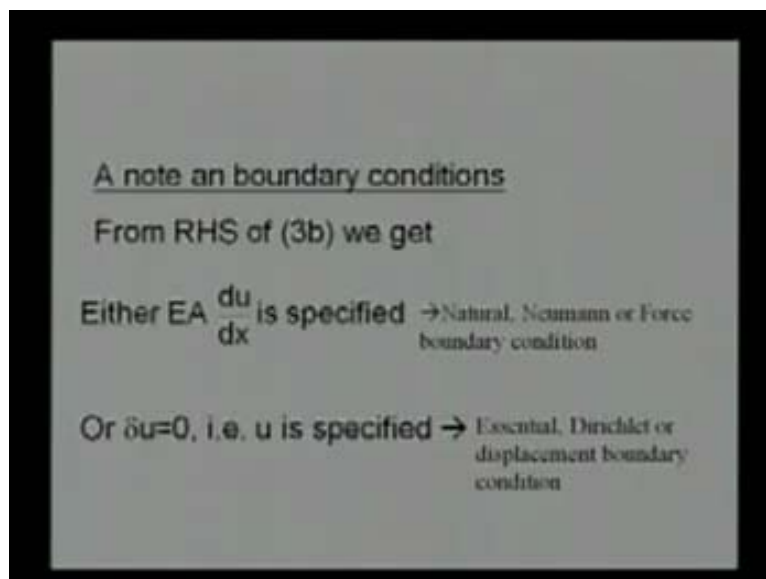 A note an boundary conditions
From RHS of (3b) we get
Either EA du/dx is specified →Natural, Neumann or Force
boundary condition
Or δu=0, i.e. u is specified → Essential, Dirichlet or
displacement boundary
condition